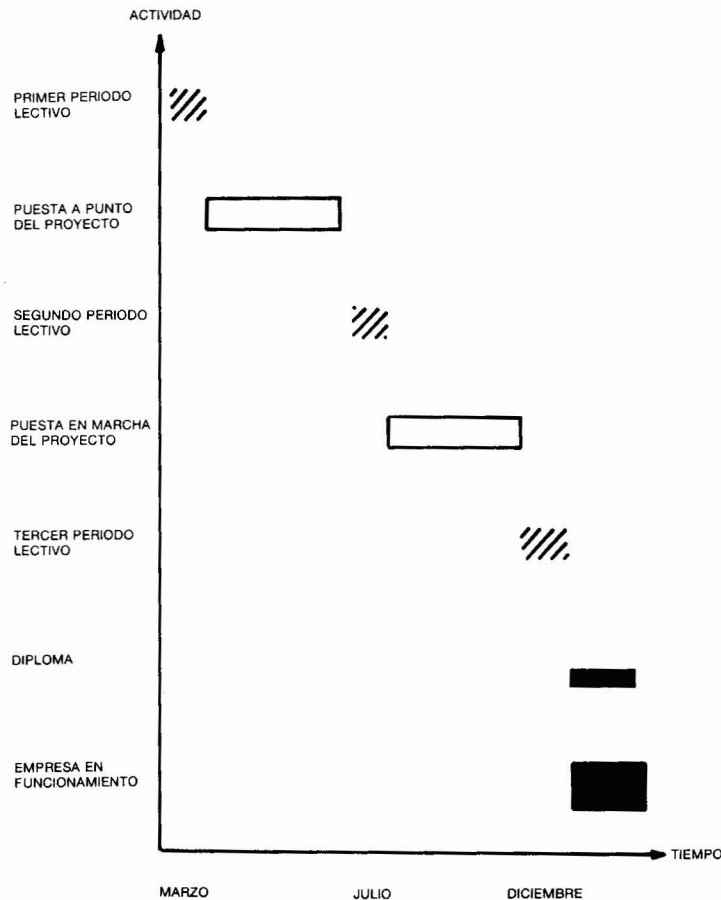 ACTIVIDAD
PRIMER PERIODO
LECTIVO
PUESTA A PUNTO
DEL PROYECTO
SEGUNDO PERIODO
LECTIVO
PUESTA EN MARCHA
DEL PROYECTO
TERCER PERIODO
LECTIVO
DIPLOMA
EMPRESA EN
FUNCIONAMIENTO
TIEMPO
MARZO
JULIO
DICIEMBRE